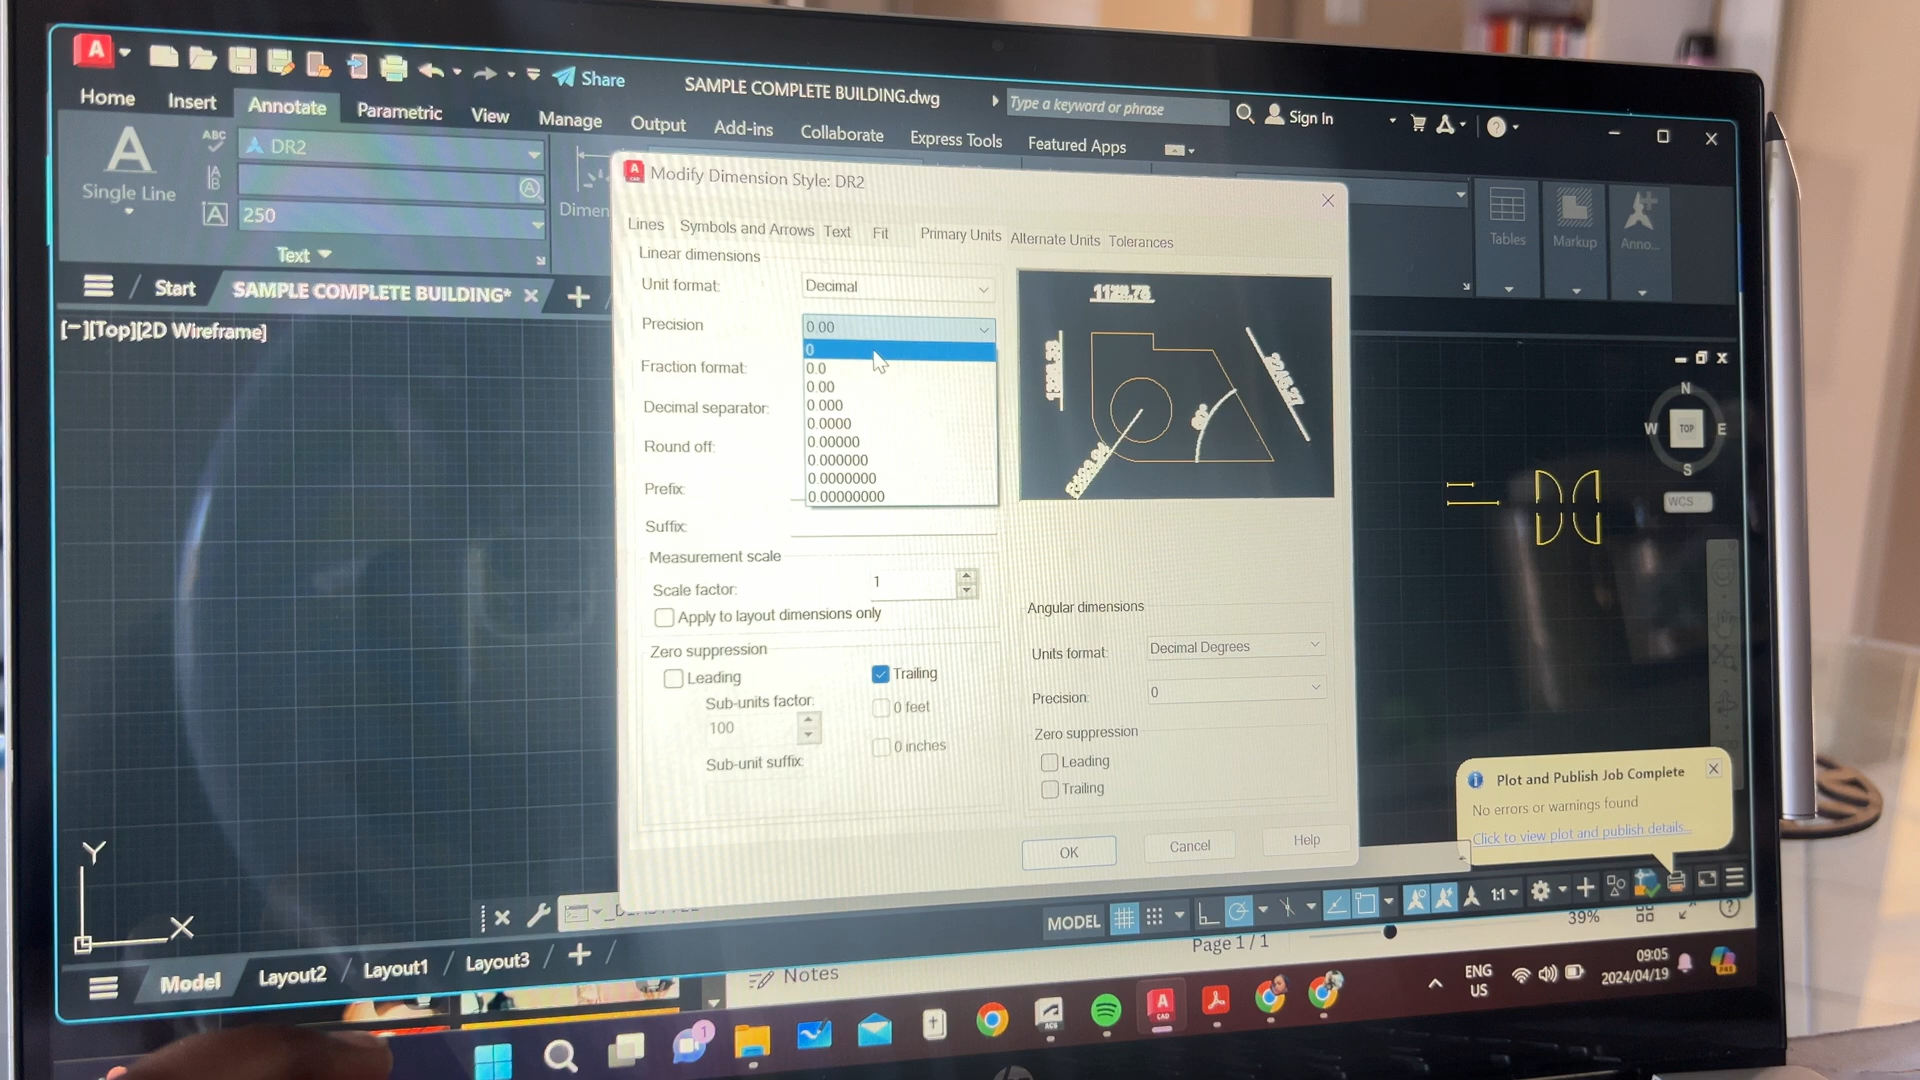 Share
SAMPLE COMPLETE BUILDING.dwg
Type a keyword or phrase
Sign In
Home Insert Annotate Parametric View Manage Output Add-ins Collaborate Express Tools Featured Apps
A
Single Line
ABC
DR2
250
Text
Dimen
Tables
Markup
Anno...
Start
SAMPLE COMPLETE BUILDING*
[−][Top][2D Wireframe]
Modify Dimension Style: DR2
Lines Symbols and Arrows Text Fit Primary Units Alternate Units Tolerances
Linear dimensions
Unit format: Decimal
Precision 0.00
0
0.0
0.00
0.000
0.0000
0.00000
0.000000
0.0000000
0.00000000
Fraction format:
Decimal separator:
Round off:
Prefix:
Suffix:
Measurement scale
Scale factor: 1
Apply to layout dimensions only
Zero suppression
Leading
Trailing
Sub-units factor:
100
0 feet
Sub-unit suffix:
0 inches
Angular dimensions
Units format: Decimal Degrees
Precision: 0
Zero suppression
Leading
Trailing
OK Cancel Help
N
W TOP E
S
WCS
Plot and Publish Job Complete
No errors or warnings found
Click to view plot and publish details...
Y
X
MODEL
1:1
39%
Page 1 / 1
Model Layout2 Layout1 Layout3
Notes
ENG
US
09:05
2024/04/19